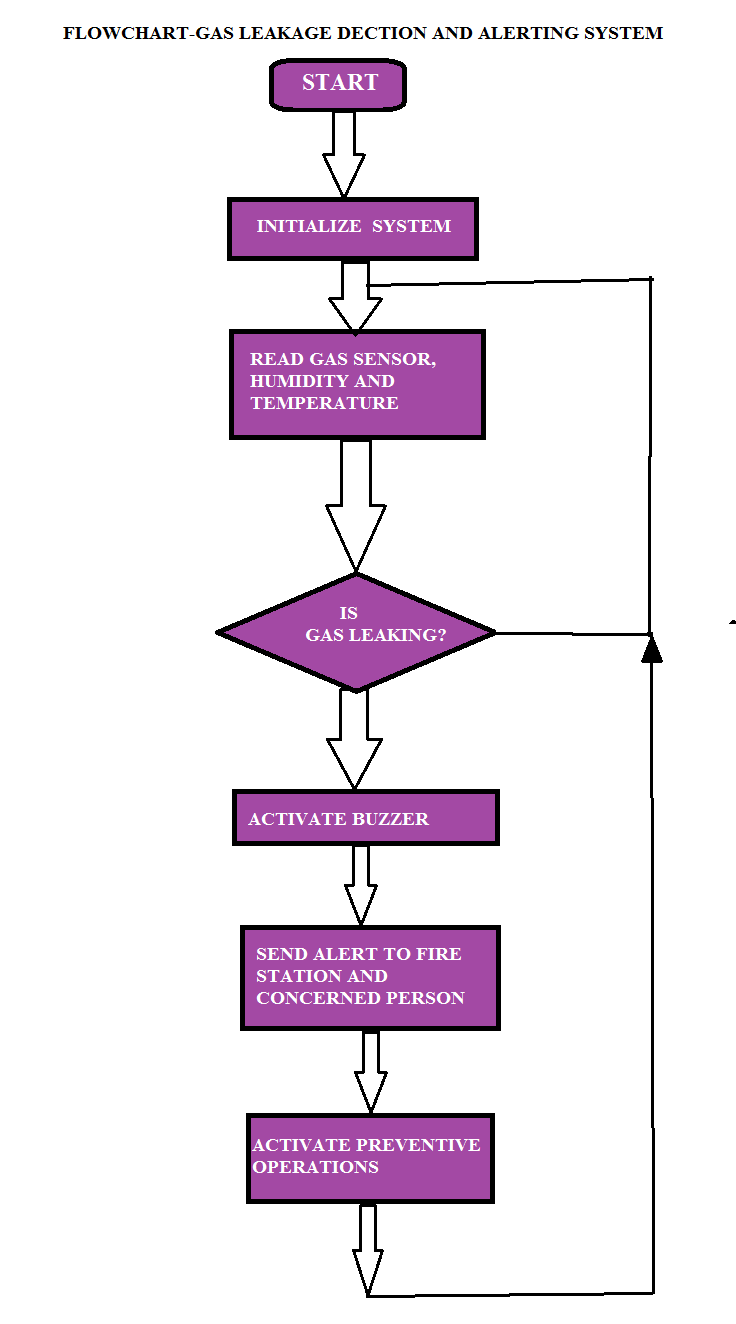 FLOWCHART-GAS LEAKAGE DECTION AND ALERTING SYSTEM
START
INITIALIZE SYSTEM
READ GAS SENSOR,
HUMIDITY AND
TEMPERATURE
IS
GAS LEAKING?
ACTIVATE BUZZER
SEND ALERT TO FIRE
STATION AND
CONCERNED PERSON
ACTIVATE PREVENTIVE
OPERATIONS